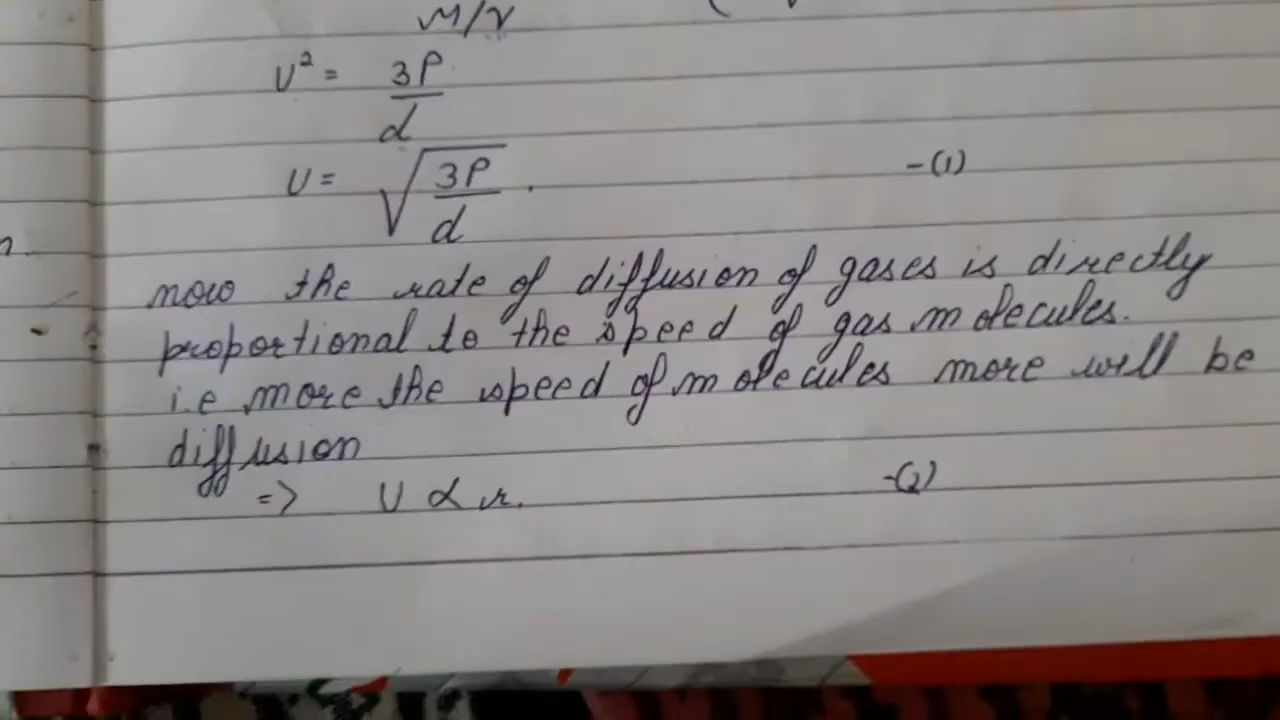 M/V
U² = 3P/d
U = √3P/d . -(1)
now the rate of diffusion of gases is directly
proportional to the speed of gas molecules.
i.e more the speed of molecules more will be
diffusion
=> U ∝ r. -(2)